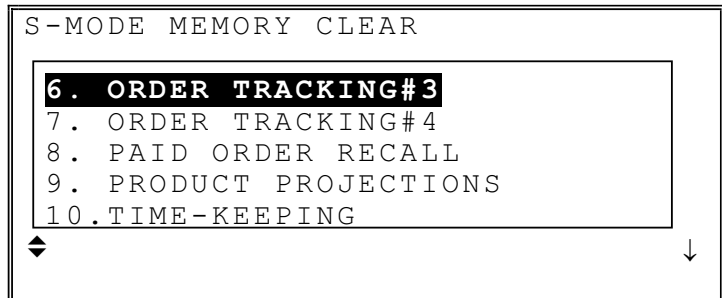 S-MODE MEMORY CLEAR
6. ORDER TRACKING#3
7. ORDER TRACKING#4
8. PAID ORDER RECALL
9. PRODUCT PROJECTIONS
10.TIME-KEEPING